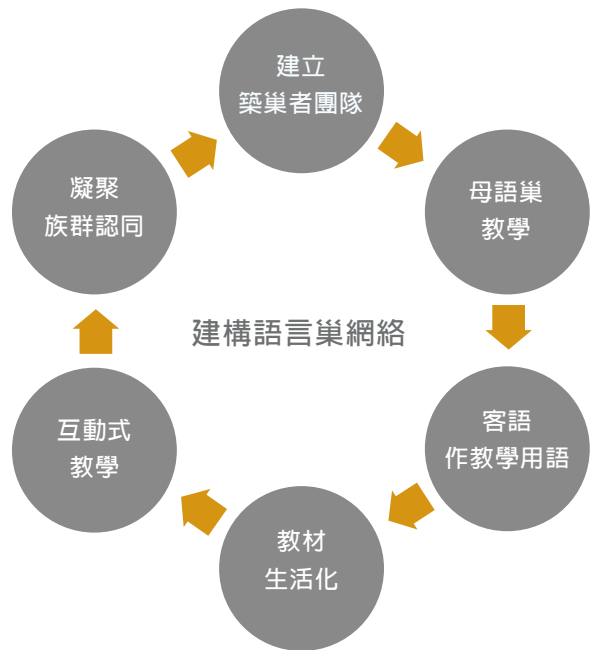 建立
築巢者團隊
母語巢
教學
客語
作教學用語
教材
生活化
互動式
教學
凝聚
族群認同
建構語言巢網絡